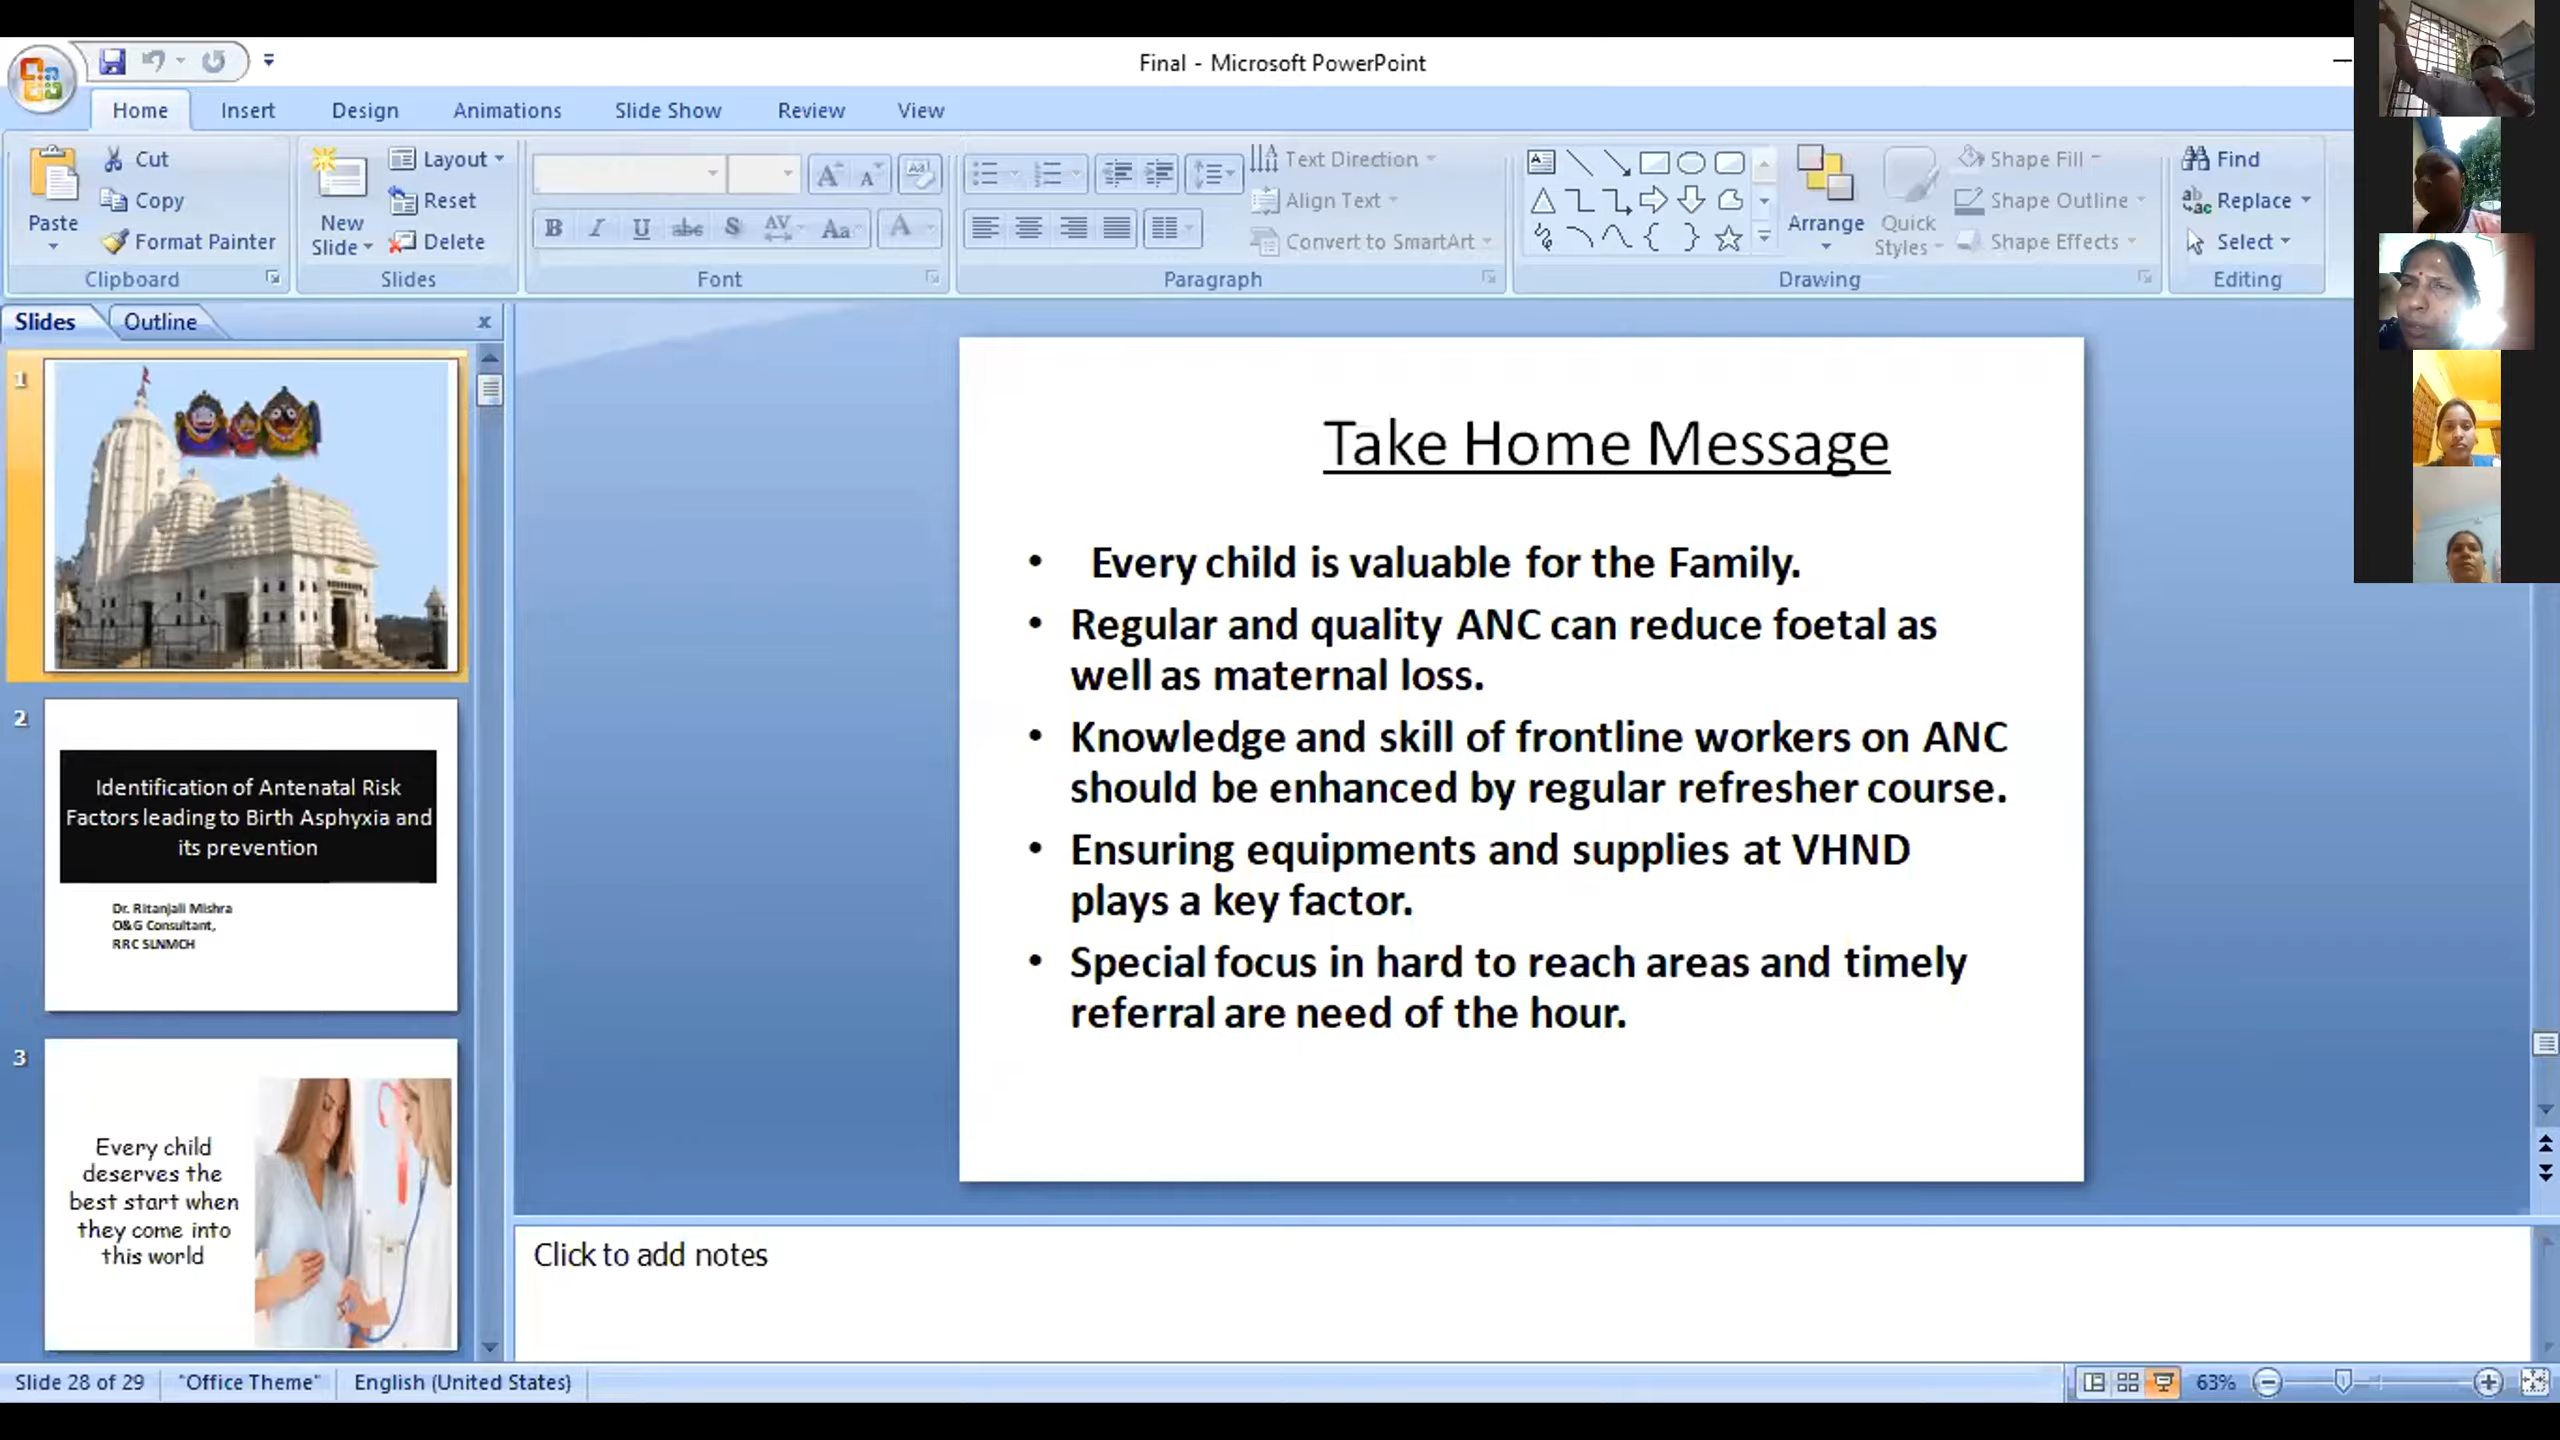 Final - Microsoft PowerPoint
Home Insert Design Animations Slide Show Review View
Paste
Cut
Copy
Format Painter
Clipboard
New Slide
Layout
Reset
Delete
Slides
B I U abc S AV Aa A
Font
Text Direction
Align Text
Convert to SmartArt
Paragraph
Arrange
Quick Styles
Shape Fill
Shape Outline
Shape Effects
Drawing
Find
Replace
Select
Editing
Slides Outline x
1
2
Identification of Antenatal Risk
Factors leading to Birth Asphyxia and
its prevention
Dr. Ritanjali Mishra
O&G Consultant,
RRC SLNMCH
3
Every child
deserves the
best start when
they come into
this world
Take Home Message
• Every child is valuable for the Family.
• Regular and quality ANC can reduce foetal as
well as maternal loss.
• Knowledge and skill of frontline workers on ANC
should be enhanced by regular refresher course.
• Ensuring equipments and supplies at VHND
plays a key factor.
• Special focus in hard to reach areas and timely
referral are need of the hour.
Click to add notes
Slide 28 of 29 "Office Theme" English (United States) 63%